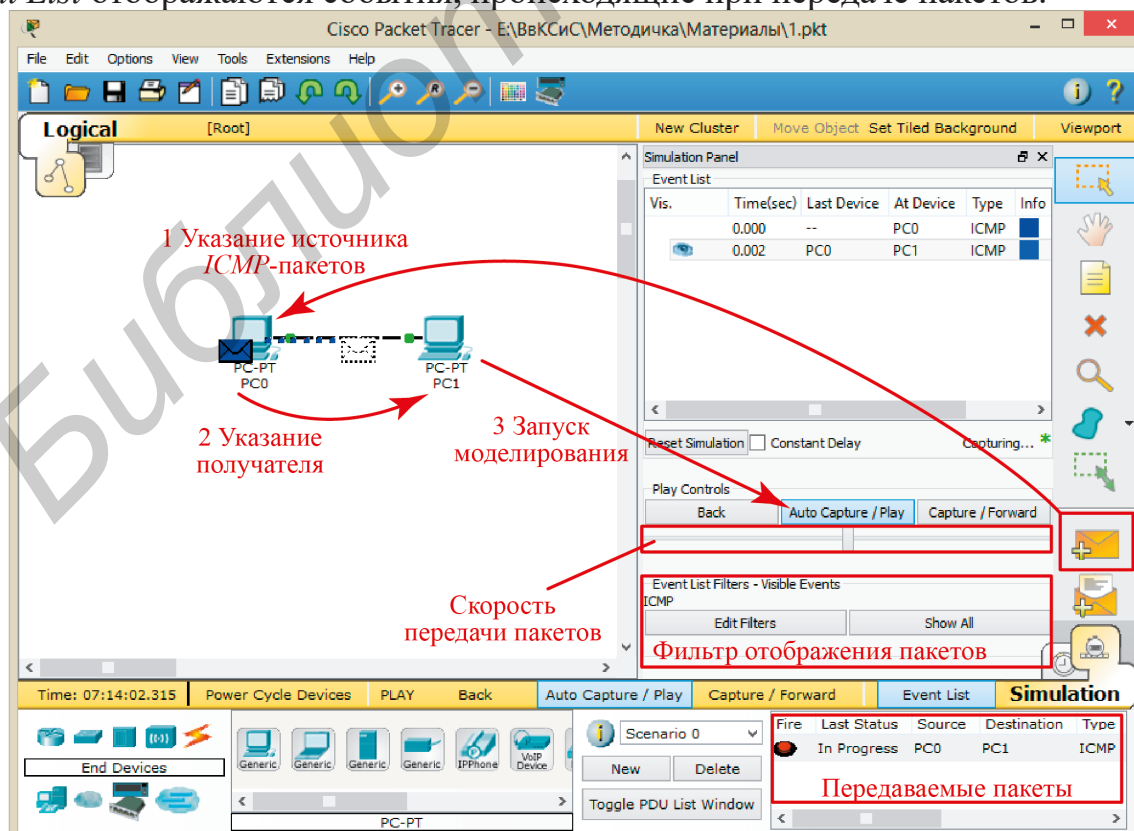 List отображаются события, происходящие при передаче пакетов.
Cisco Packet Tracer - E:\ВвКСиС\Методичка\Материалы\1.pkt
File Edit Options View Tools Extensions Help
Logical [Root] New Cluster Move Object Set Tiled Background Viewport
Simulation Panel
Event List
Vis. Time(sec) Last Device At Device Type Info
0.000 -- PC0 ICMP
0.002 PC0 PC1 ICMP
1 Указание источника
ICMP-пакетов
PC-PT
PC0
PC-PT
PC1
2 Указание
получателя
3 Запуск
моделирования
Reset Simulation Constant Delay Capturing... *
Play Controls
Back Auto Capture / Play Capture / Forward
Скорость
передачи пакетов
Event List Filters - Visible Events
ICMP
Edit Filters Show All
Фильтр отображения пакетов
Time: 07:14:02.315 Power Cycle Devices PLAY Back Auto Capture / Play Capture / Forward Event List Simulation
End Devices
Generic Generic Generic Generic IPPhone VoIP Device
PC-PT
Scenario 0
New Delete
Toggle PDU List Window
Fire Last Status Source Destination Type
In Progress PC0 PC1 ICMP
Передаваемые пакеты